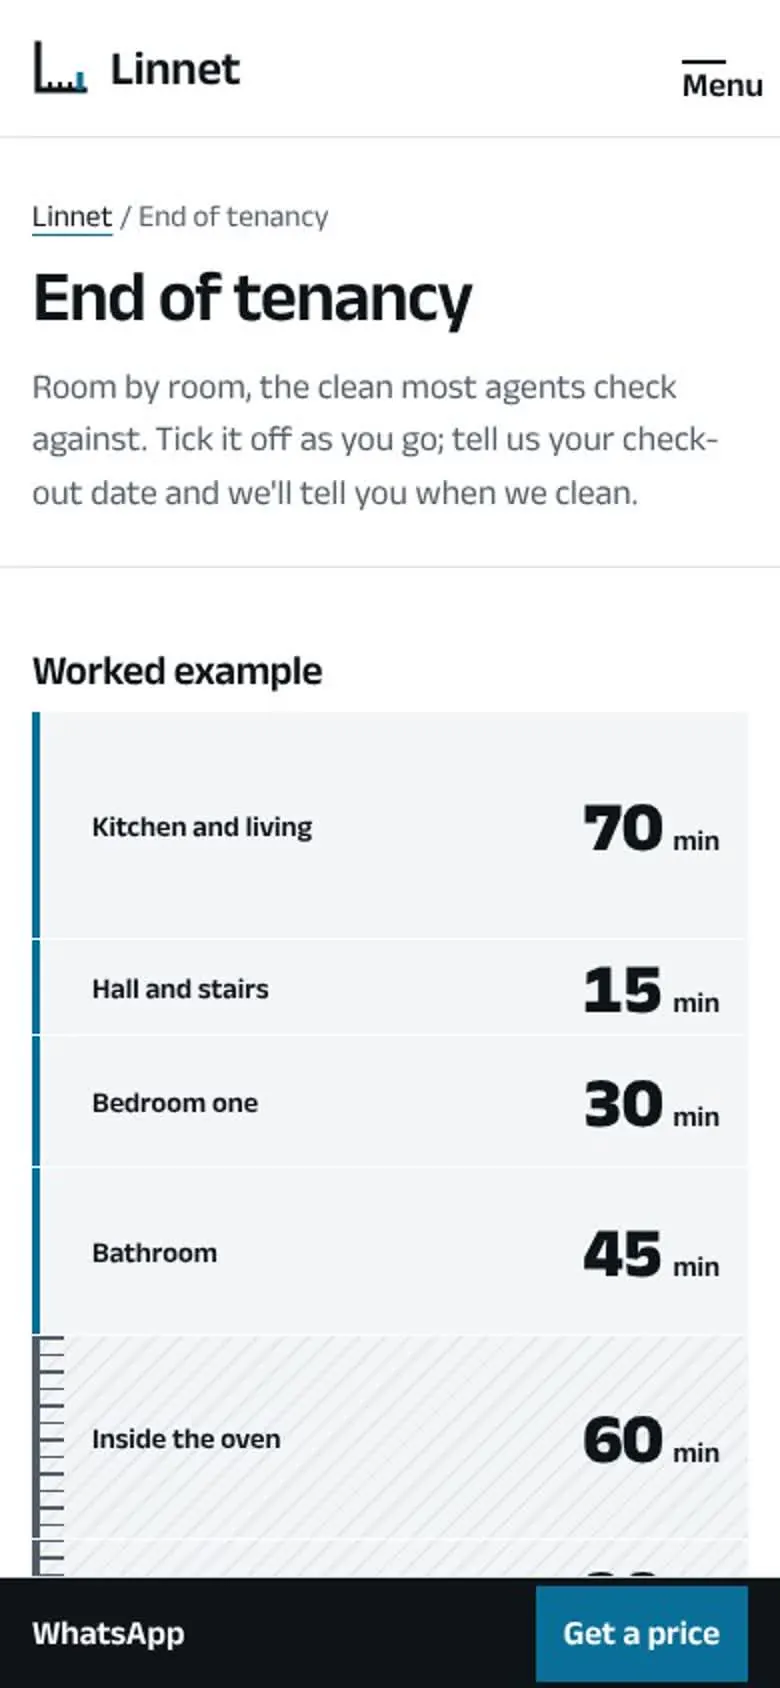 Linnet
Menu
Linnet / End of tenancy
End of tenancy
Room by room, the clean most agents check
against. Tick it off as you go; tell us your check-
out date and we'll tell you when we clean.
Worked example
Kitchen and living 70 min
Hall and stairs 15 min
Bedroom one 30 min
Bathroom 45 min
Inside the oven 60 min
WhatsApp
Get a price